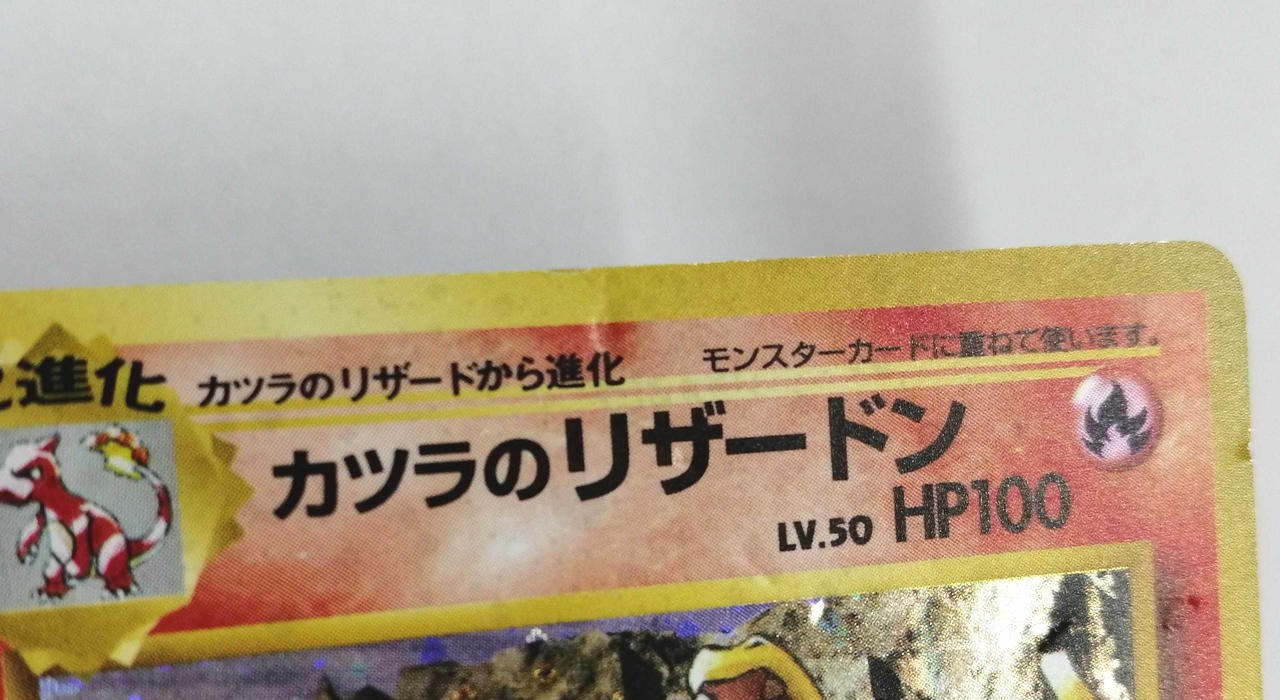 進化
カツラのリザードから進化 モンスターカードに重ねて使います。
カツラのリザードン
LV.50 HP100